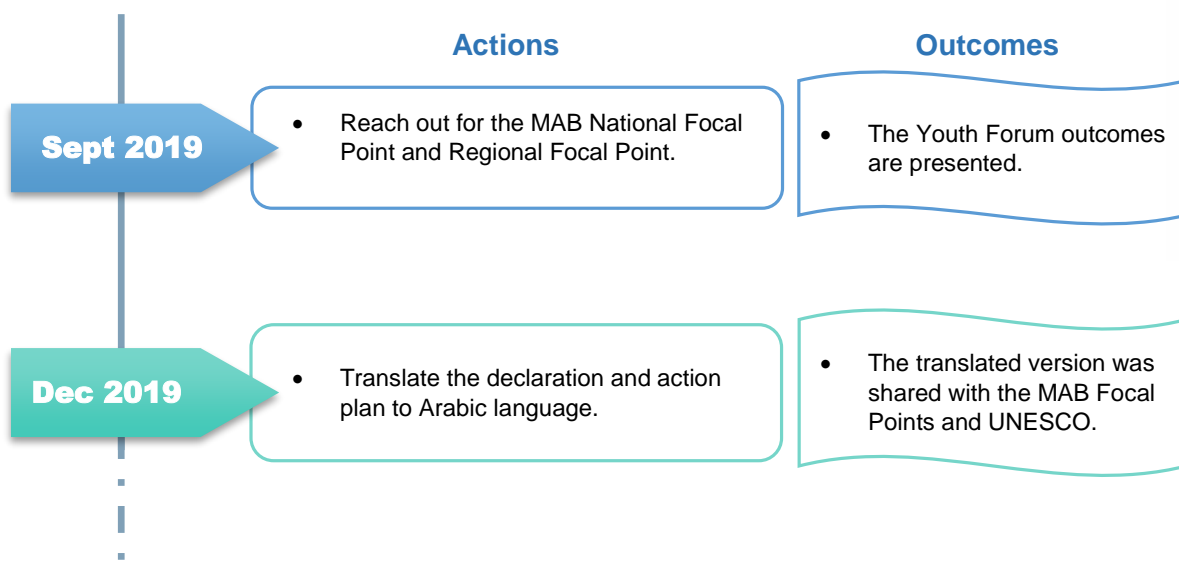 Actions
Outcomes
Sept 2019
• Reach out for the MAB National Focal
Point and Regional Focal Point.
• The Youth Forum outcomes
are presented.
Dec 2019
• Translate the declaration and action
plan to Arabic language.
• The translated version was
shared with the MAB Focal
Points and UNESCO.